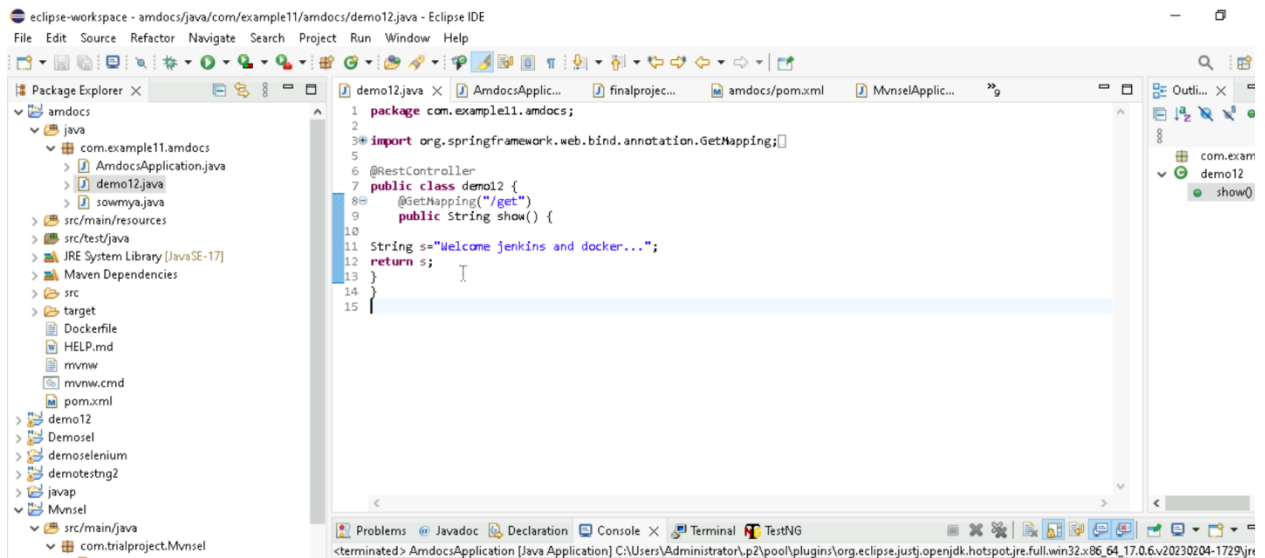 eclipse-workspace - amdocs/java/com/example11/amdocs/demo12.java - Eclipse IDE
File Edit Source Refactor Navigate Search Project Run Window Help
Package Explorer
amdocs
java
com.example11.amdocs
AmdocsApplication.java
demo12.java
sowmya.java
src/main/resources
src/test/java
JRE System Library [JavaSE-17]
Maven Dependencies
src
target
Dockerfile
HELP.md
mvnw
mvnw.cmd
pom.xml
demo12
Demosel
demoselenium
demotestng2
javap
Mvnsel
src/main/java
com.trialproject.Mvnsel
demo12.java AmdocsApplic... finalprojec... amdocs/pom.xml MvnselApplic... »9
1 package com.example11.amdocs;
2
3 import org.springframework.web.bind.annotation.GetMapping;
5
6 @RestController
7 public class demo12 {
8 @GetMapping("/get")
9 public String show() {
10
11 String s="Welcome jenkins and docker...";
12 return s;
13 }
14 }
15
Outli...
com.exam
demo12
show()
Problems Javadoc Declaration Console Terminal TestNG
<terminated> AmdocsApplication [Java Application] C:\Users\Administrator\.p2\pool\plugins\org.eclipse.justj.openjdk.hotspot.jre.full.win32.x86_64_17.0.6.v20230204-1729\jre